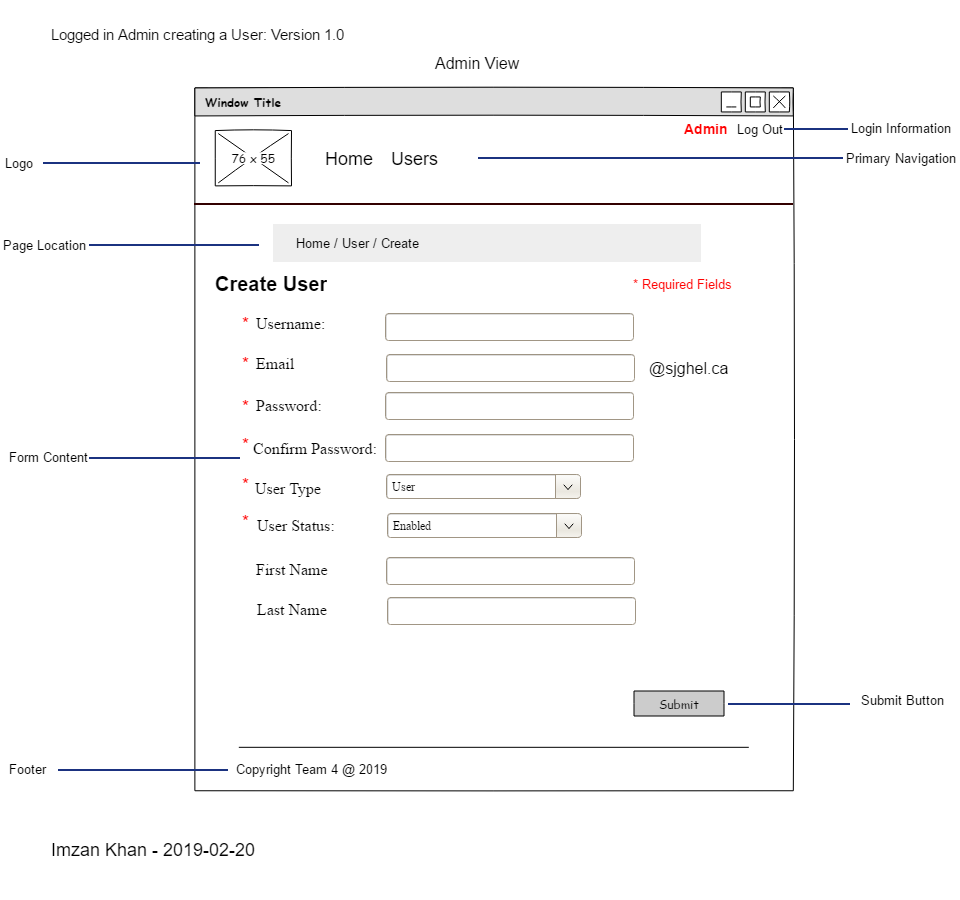 Logged in Admin creating a User: Version 1.0
Admin View
Window Title
Admin Log Out
Login Information
Logo
76 x 55
Home Users
Primary Navigation
Page Location
Home / User / Create
Create User
* Required Fields
* Username:
* Email
@sjghel.ca
* Password:
* Confirm Password:
Form Content
* User Type
User
* User Status:
Enabled
First Name
Last Name
Submit
Submit Button
Footer
Copyright Team 4 @ 2019
Imzan Khan - 2019-02-20